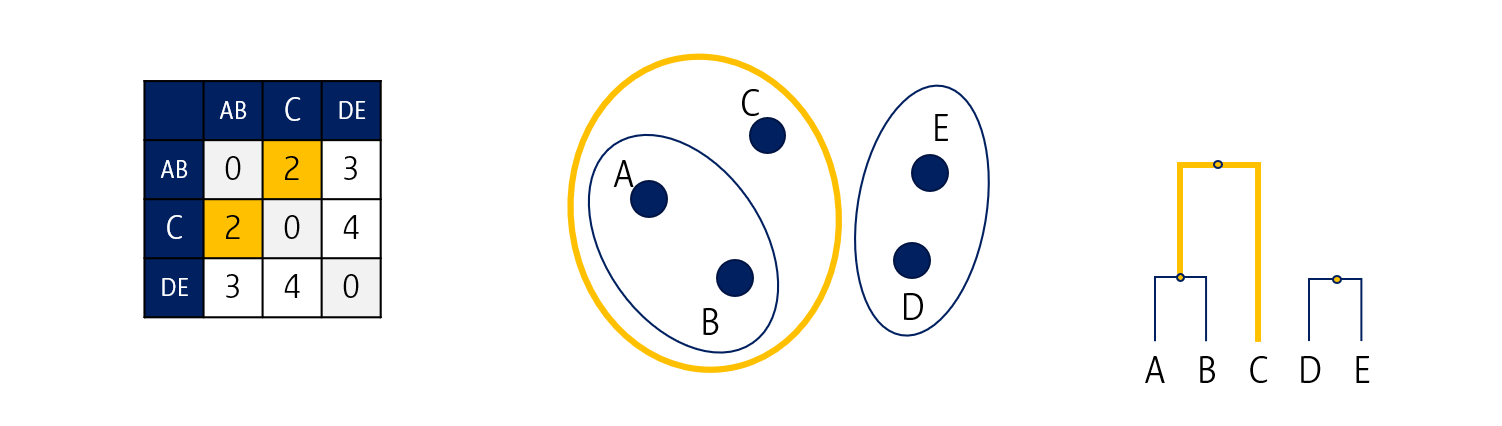 AB C DE
AB 0 2 3
C 2 0 4
DE 3 4 0
C
A
B
E
D
A B C D E